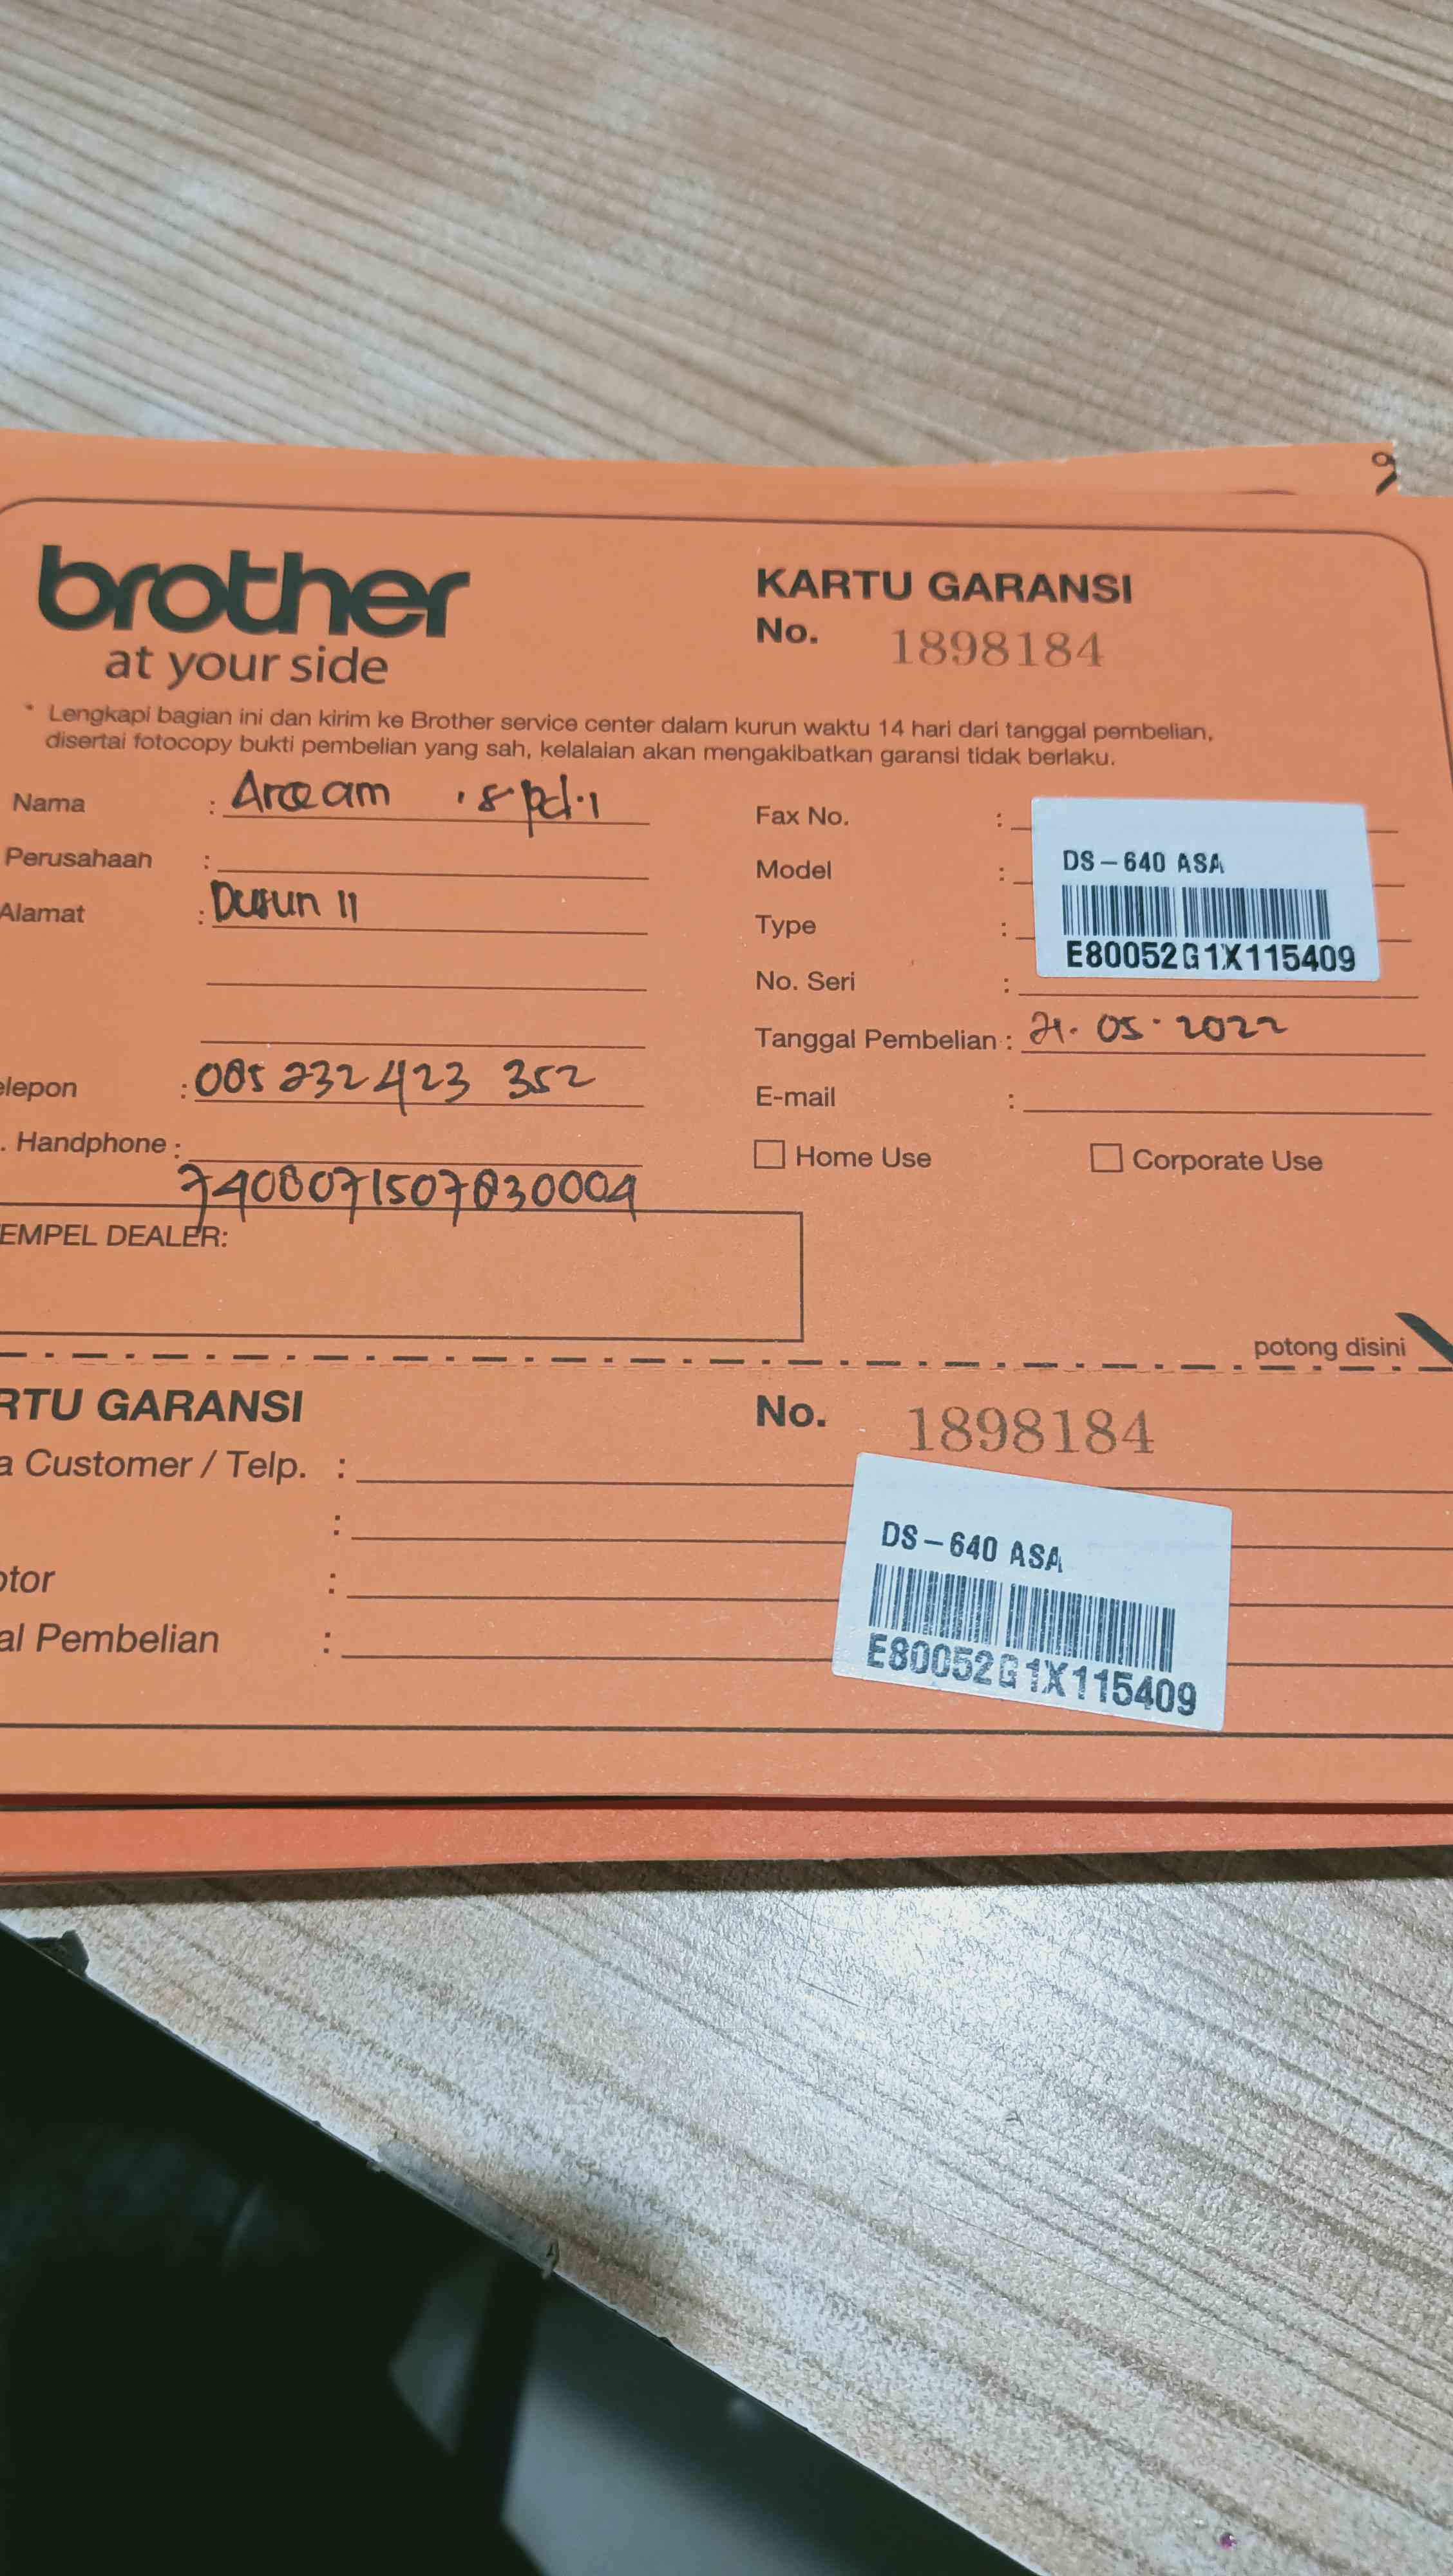 brother
at your side
KARTU GARANSI
No. 1898184
* Lengkapi bagian ini dan kirim ke Brother service center dalam kurun waktu 14 hari dari tanggal pembelian,
disertai fotocopy bukti pembelian yang sah, kelalaian akan mengakibatkan garansi tidak berlaku.
Nama :
Perusahaan :
Alamat : Dusun 11
elepon : 085 232 423 352
. Handphone :
7408071507830004
EMPEL DEALER:
Fax No. :
Model :
Type :
No. Seri :
DS-640 ASA
E80052G1X115409
Tanggal Pembelian : 21.05.2022
E-mail :
Home Use Corporate Use
potong disini
RTU GARANSI No. 1898184
a Customer / Telp. :
:
otor :
al Pembelian :
DS-640 ASA
E80052G1X115409